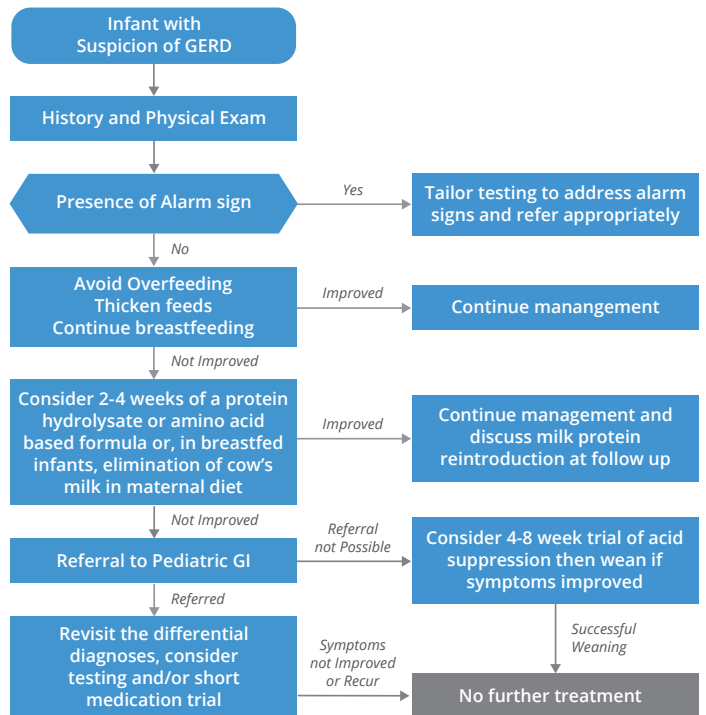 Infant with
Suspicion of GERD
History and Physical Exam
Presence of Alarm sign
Yes
Tailor testing to address alarm
signs and refer appropriately
No
Avoid Overfeeding
Thicken feeds
Continue breastfeeding
Improved
Continue manangement
Not Improved
Consider 2-4 weeks of a protein
hydrolysate or amino acid
based formula or, in breastfed
infants, elimination of cow’s
milk in maternal diet
Improved
Continue management and
discuss milk protein
reintroduction at follow up
Not Improved
Referral to Pediatric GI
Referral
not Possible
Consider 4-8 week trial of acid
suppression then wean if
symptoms improved
Referred
Successful
Weaning
Revisit the differential
diagnoses, consider
testing and/or short
medication trial
Symptoms
not Improved
or Recur
No further treatment